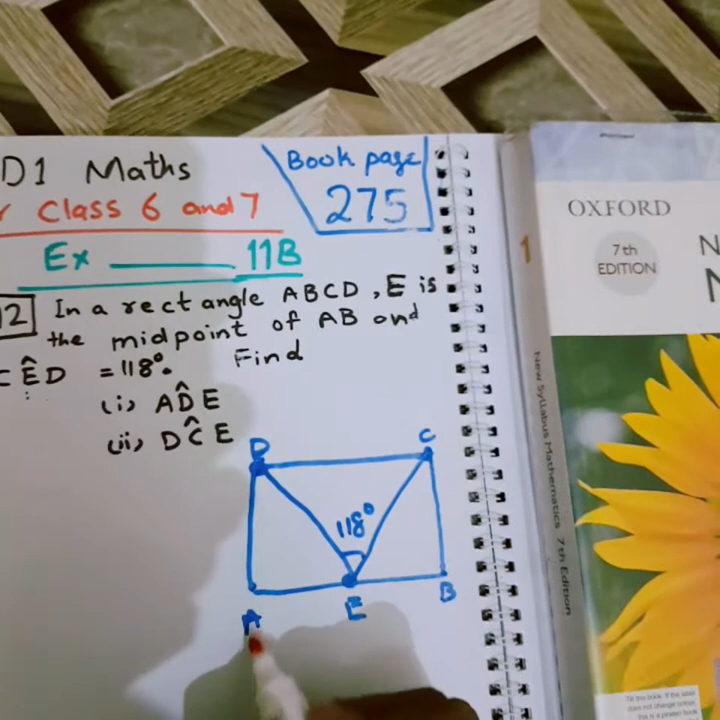 D1 Maths
Class 6 and 7
Ex 11B
Book page
275
12 In a rectangle ABCD, E is
the midpoint of AB and
CÊD = 118°. Find
(i) AD̂E
(ii) DĈE
D
C
118°
A
E
B
OXFORD
7th
EDITION
1
New Syllabus Mathematics 7th Edition